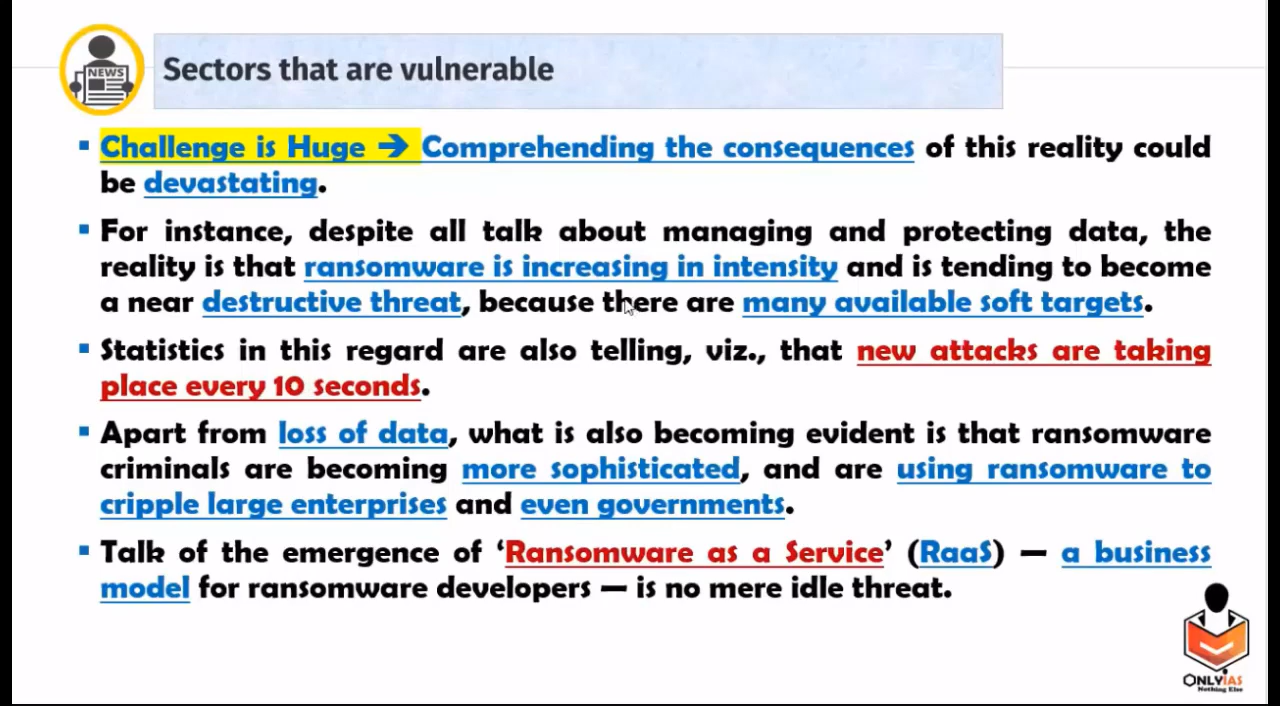 NEWS
Sectors that are vulnerable
▪ Challenge is Huge ➔ Comprehending the consequences of this reality could
be devastating.
▪ For instance, despite all talk about managing and protecting data, the
reality is that ransomware is increasing in intensity and is tending to become
a near destructive threat, because there are many available soft targets.
▪ Statistics in this regard are also telling, viz., that new attacks are taking
place every 10 seconds.
▪ Apart from loss of data, what is also becoming evident is that ransomware
criminals are becoming more sophisticated, and are using ransomware to
cripple large enterprises and even governments.
▪ Talk of the emergence of ‘Ransomware as a Service’ (RaaS) — a business
model for ransomware developers — is no mere idle threat.
ONLYIAS
Nothing Else